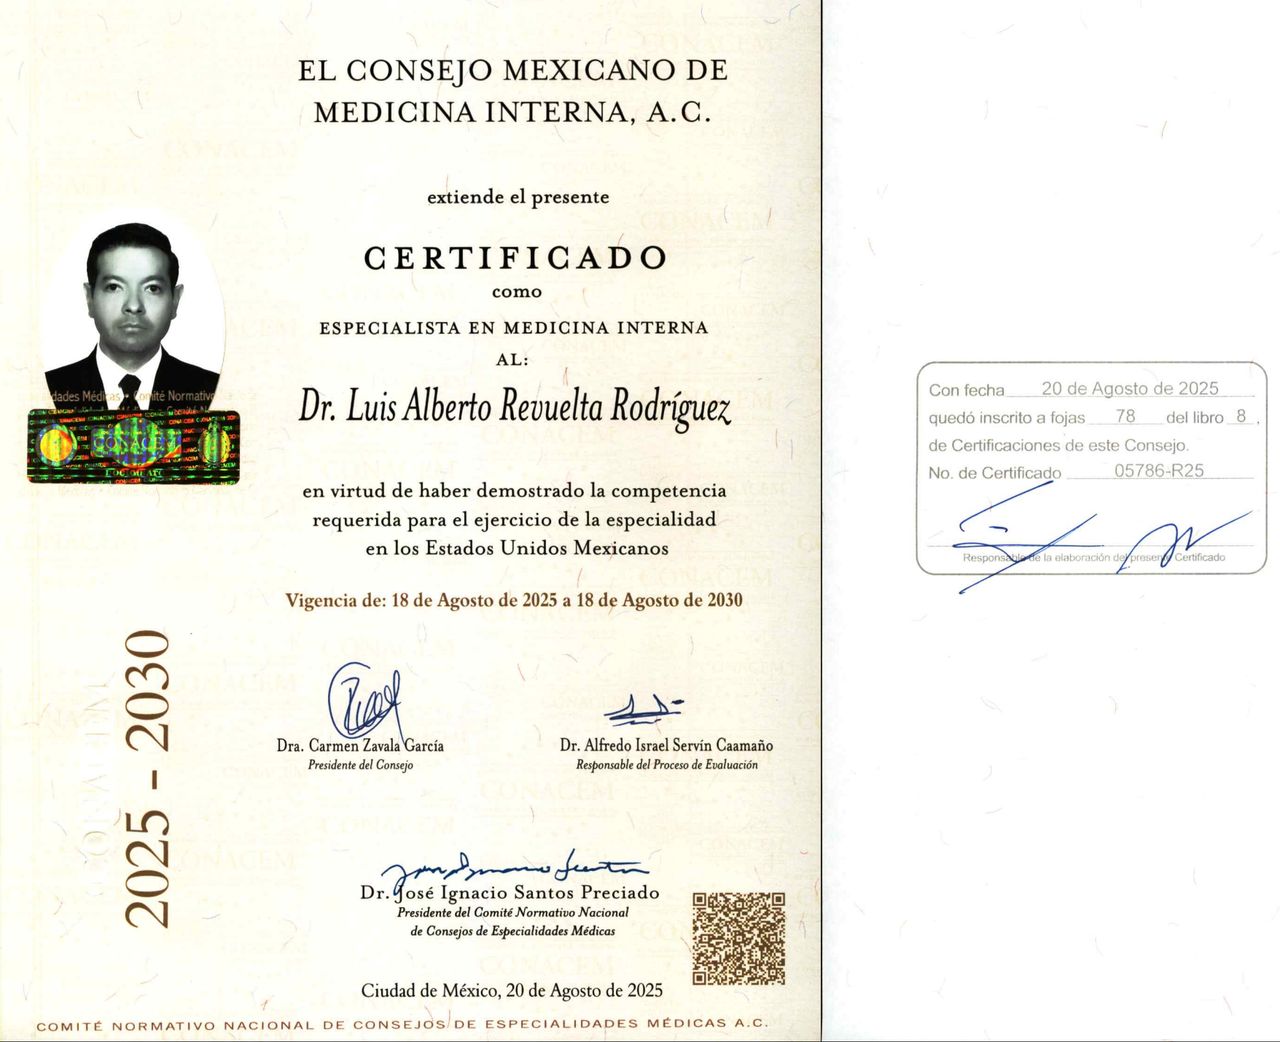 EL CONSEJO MEXICANO DE
MEDICINA INTERNA, A.C.
extiende el presente
CERTIFICADO
como
ESPECIALISTA EN MEDICINA INTERNA
AL:
Dr. Luis Alberto Revuelta Rodríguez
en virtud de haber demostrado la competencia
requerida para el ejercicio de la especialidad
en los Estados Unidos Mexicanos
Vigencia de: 18 de Agosto de 2025 a 18 de Agosto de 2030
CONACEM
2025 - 2030
Dra. Carmen Zavala García
Presidente del Consejo
Dr. Alfredo Israel Servín Caamaño
Responsable del Proceso de Evaluación
Dr. José Ignacio Santos Preciado
Presidente del Comité Normativo Nacional
de Consejos de Especialidades Médicas
Ciudad de México, 20 de Agosto de 2025
COMITÉ NORMATIVO NACIONAL DE CONSEJOS DE ESPECIALIDADES MÉDICAS A.C.
Con fecha 20 de Agosto de 2025
quedó inscrito a fojas 78 del libro 8,
de Certificaciones de este Consejo.
No. de Certificado 05786-R25
Responsable de la elaboración del presente Certificado